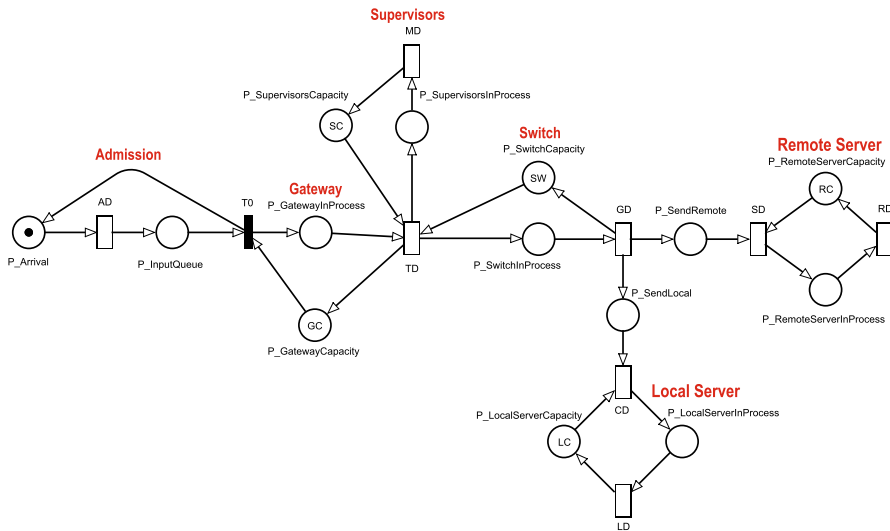 Supervisors
MD
P_SupervisorsCapacity
P_SupervisorsInProcess
SC
Switch
P_SwitchCapacity
SW
Remote Server
P_RemoteServerCapacity
RC
Admission
AD
T0
Gateway
P_GatewayInProcess
GD
P_SendRemote
SD
RD
P_Arrival
P_InputQueue
TD
P_SwitchInProcess
P_SendLocal
P_RemoteServerInProcess
GC
P_GatewayCapacity
Local Server
CD
P_LocalServerCapacity
P_LocalServerInProcess
LC
LD